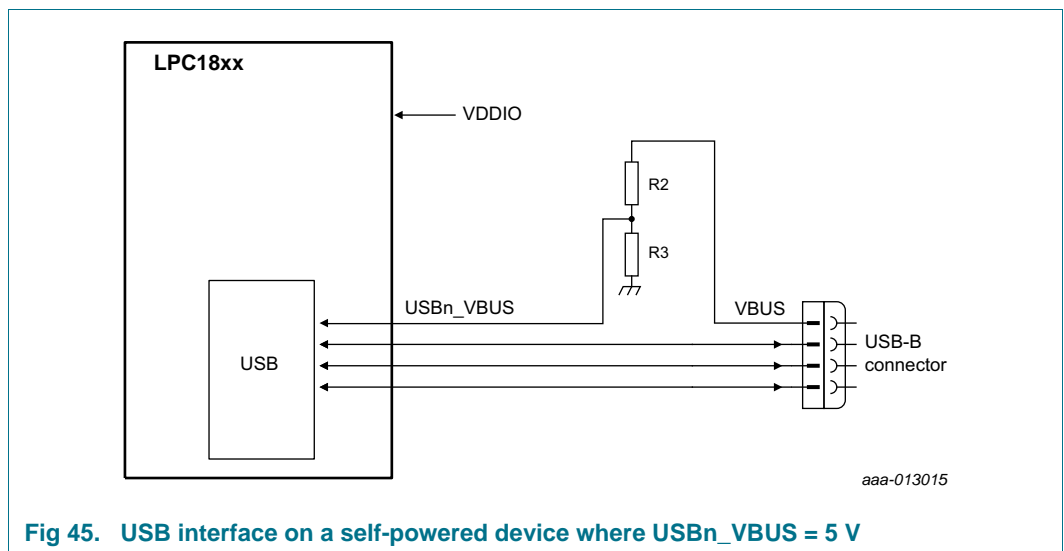 LPC18xx
VDDIO
R2
R3
USBn_VBUS
VBUS
USB
USB-B
connector
aaa-013015
Fig 45. USB interface on a self-powered device where USBn_VBUS = 5 V